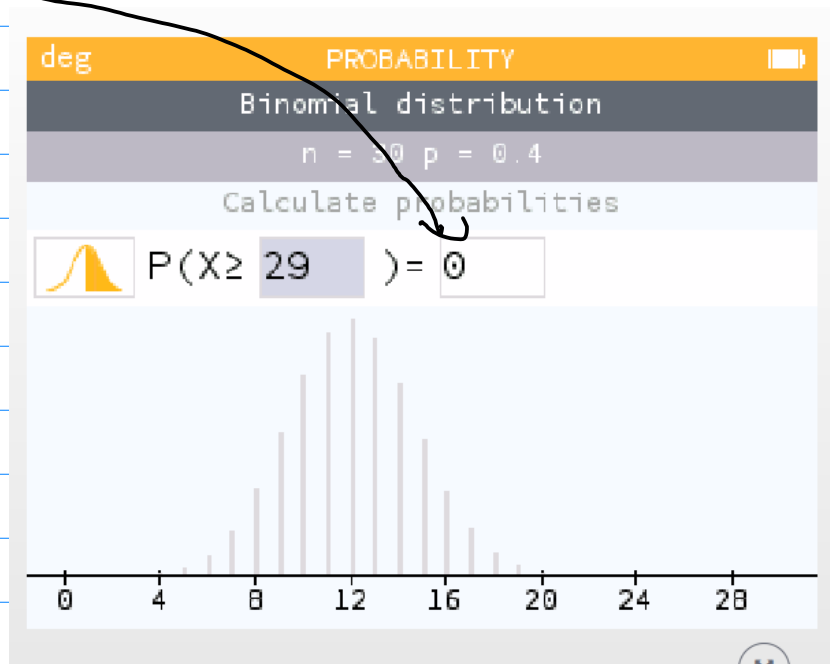 deg PROBABILITY
Binomial distribution
n = 30 p = 0.4
Calculate probabilities
P(X≥ 29 )= 0
0 4 8 12 16 20 24 28